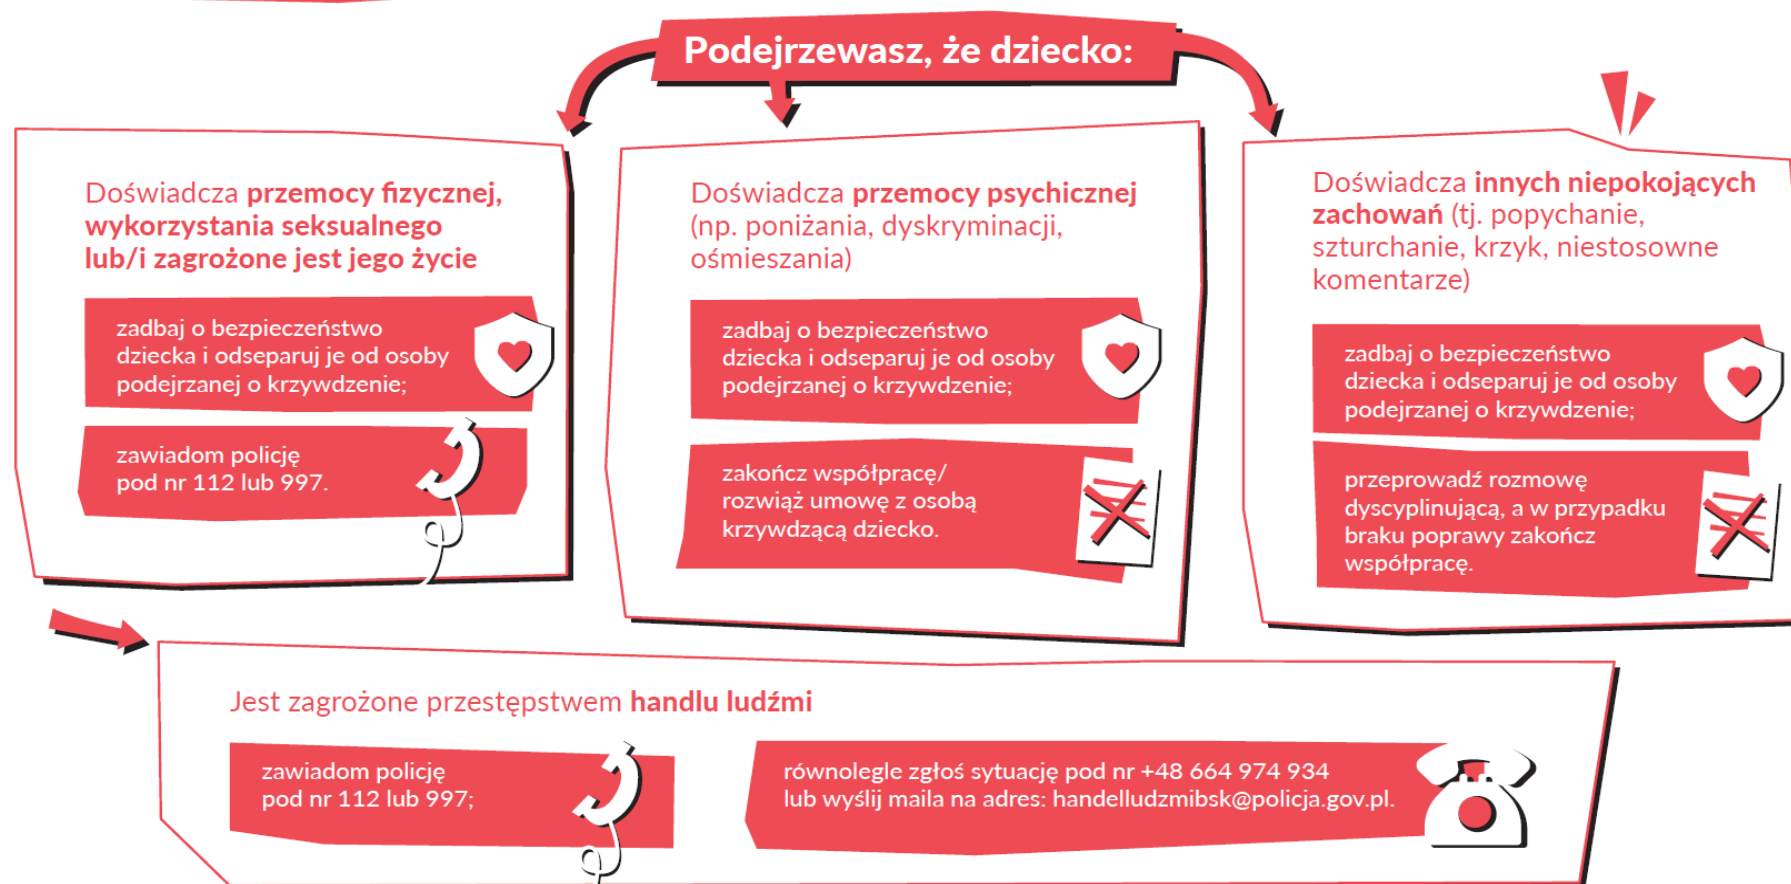 Podejrzewasz, że dziecko:
Doświadcza przemocy fizycznej,
wykorzystania seksualnego
lub/i zagrożone jest jego życie
zadbaj o bezpieczeństwo
dziecka i odseparuj je od osoby
podejrzanej o krzywdzenie;
zawiadom policję
pod nr 112 lub 997.
Doświadcza przemocy psychicznej
(np. poniżania, dyskryminacji,
ośmieszania)
zadbaj o bezpieczeństwo
dziecka i odseparuj je od osoby
podejrzanej o krzywdzenie;
zakończ współpracę/
rozwiąż umowę z osobą
krzywdzącą dziecko.
Doświadcza innych niepokojących
zachowań (tj. popychanie,
szturchanie, krzyk, niestosowne
komentarze)
zadbaj o bezpieczeństwo
dziecka i odseparuj je od osoby
podejrzanej o krzywdzenie;
przeprowadź rozmowę
dyscyplinującą, a w przypadku
braku poprawy zakończ
współpracę.
Jest zagrożone przestępstwem handlu ludźmi
zawiadom policję
pod nr 112 lub 997;
równolegle zgłoś sytuację pod nr +48 664 974 934
lub wyślij maila na adres: handelludzmibsk@policja.gov.pl.